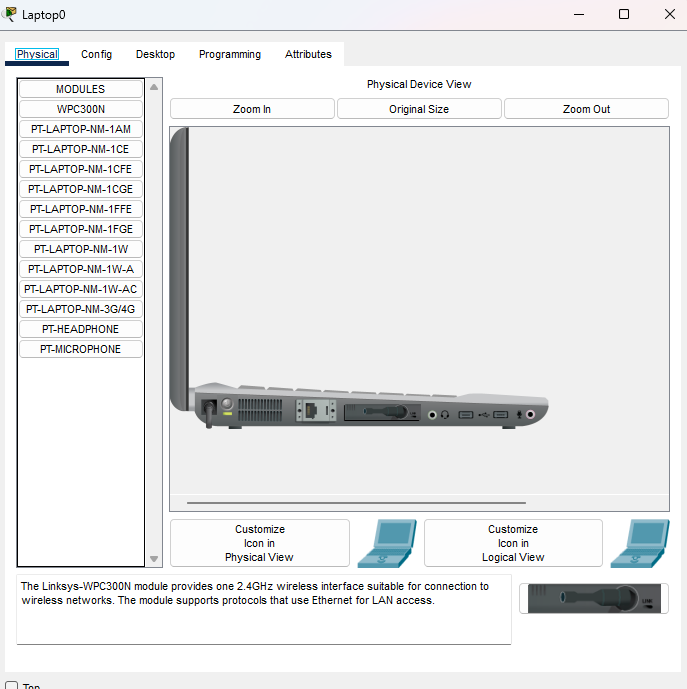 Laptop0
Physical
Config
Desktop
Programming
Attributes
MODULES
WPC300N
PT-LAPTOP-NM-1AM
PT-LAPTOP-NM-1CE
PT-LAPTOP-NM-1CFE
PT-LAPTOP-NM-1CGE
PT-LAPTOP-NM-1FFE
PT-LAPTOP-NM-1FGE
PT-LAPTOP-NM-1W
PT-LAPTOP-NM-1W-A
PT-LAPTOP-NM-1W-AC
PT-LAPTOP-NM-3G/4G
PT-HEADPHONE
PT-MICROPHONE
Physical Device View
Zoom In
Original Size
Zoom Out
Customize
Icon in
Physical View
Customize
Icon in
Logical View
The Linksys-WPC300N module provides one 2.4GHz wireless interface suitable for connection to
wireless networks. The module supports protocols that use Ethernet for LAN access.
LINK
Top